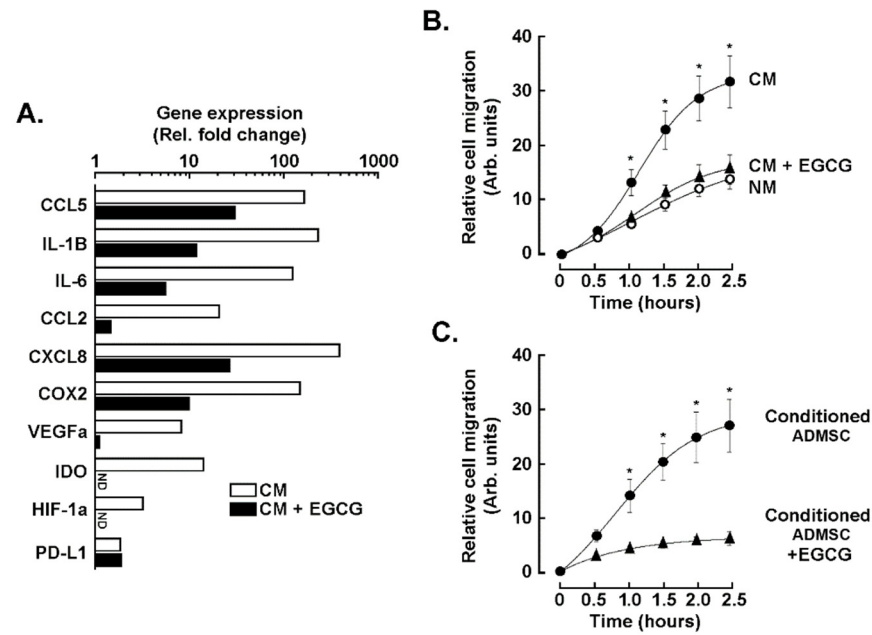 A.
Gene expression
(Rel. fold change)
1 10 100 1000
CCL5
IL-1B
IL-6
CCL2
CXCL8
COX2
VEGFa
IDO
ND
HIF-1a
ND
PD-L1
CM
CM + EGCG
B.
Relative cell migration
(Arb. units)
40
30
20
10
0
* * * *
CM
CM + EGCG
NM
0 0.5 1.0 1.5 2.0 2.5
Time (hours)
C.
Relative cell migration
(Arb. units)
40
30
20
10
0
* * * *
Conditioned
ADMSC
Conditioned
ADMSC
+EGCG
0 0.5 1.0 1.5 2.0 2.5
Time (hours)